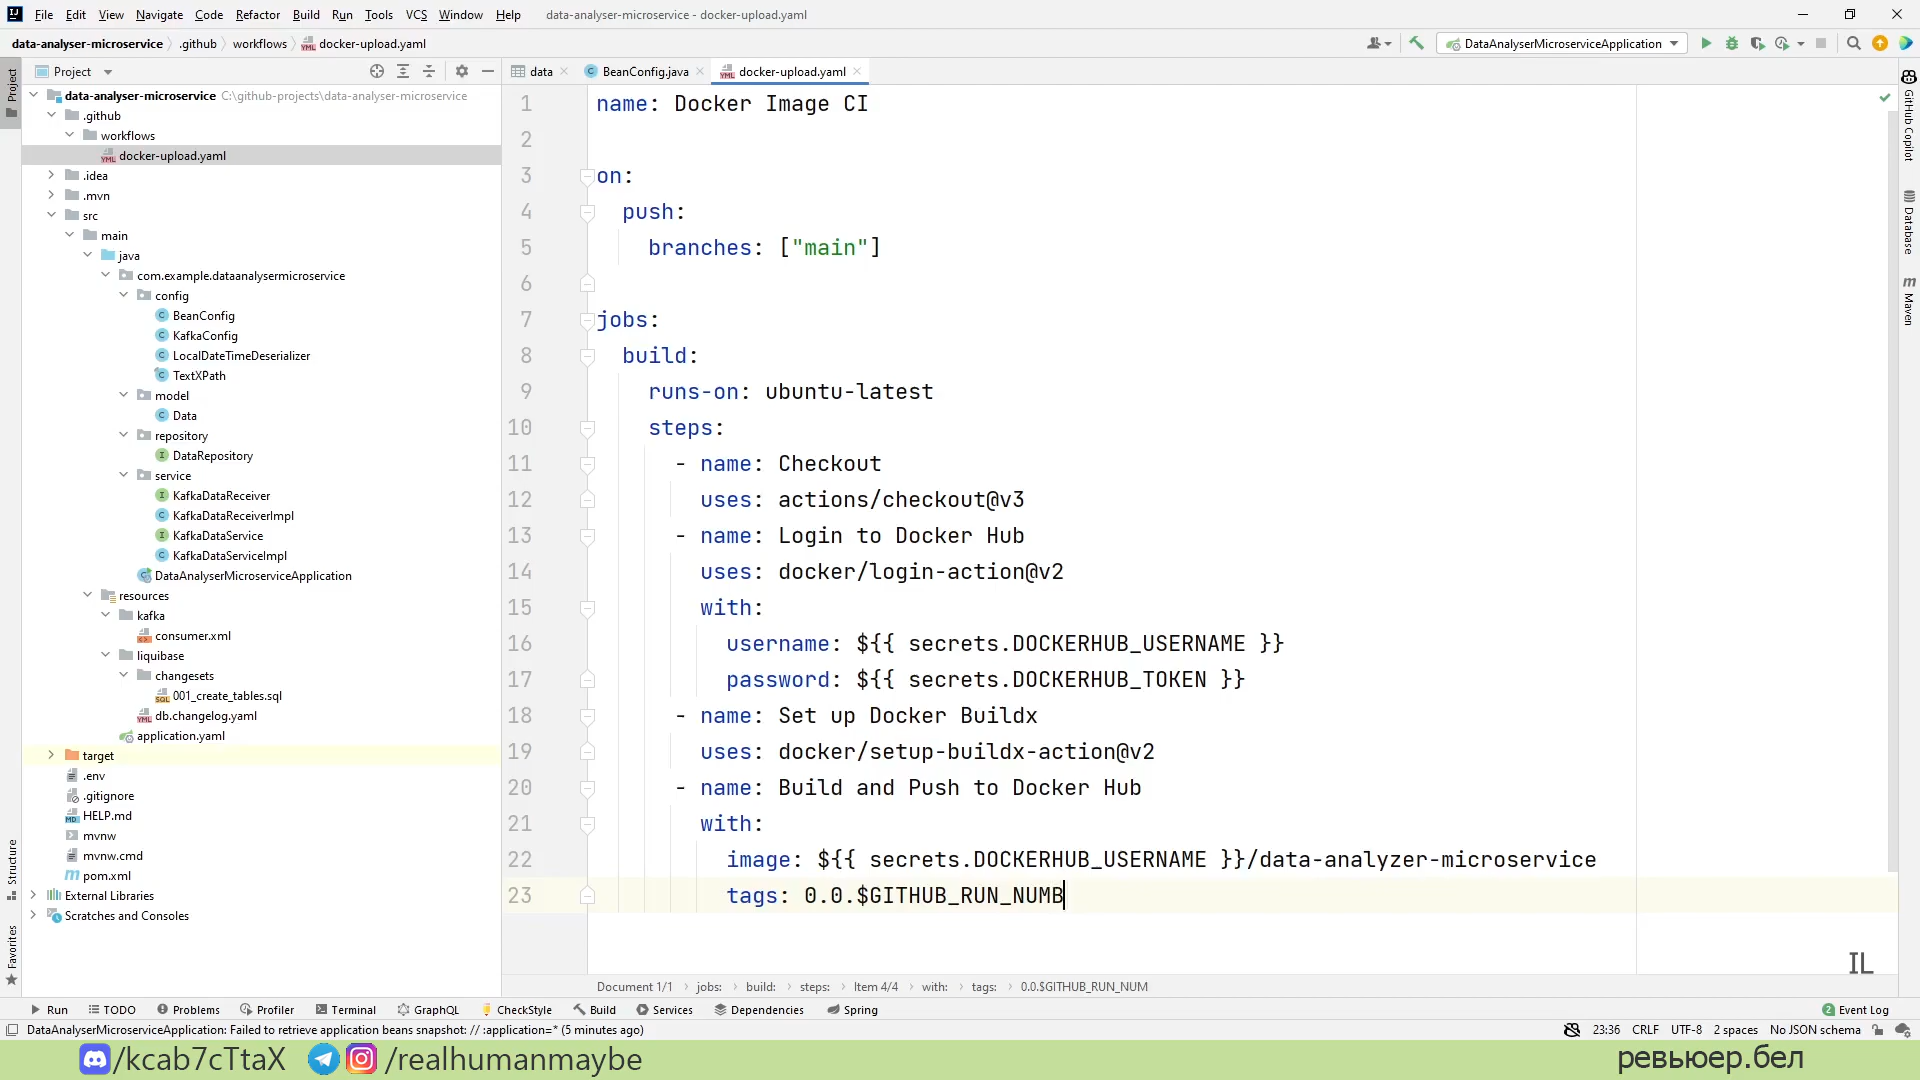 File Edit View Navigate Code Refactor Build Run Tools VCS Window Help data-analyser-microservice - docker-upload.yaml
data-analyser-microservice .github workflows docker-upload.yaml DataAnalyserMicroserviceApplication
Project data BeanConfig.java docker-upload.yaml
Project
data-analyser-microservice C:\github-projects\data-analyser-microservice
.github
workflows
docker-upload.yaml
.idea
.mvn
src
main
java
com.example.dataanalysermicroservice
config
BeanConfig
KafkaConfig
LocalDateTimeDeserializer
TextXPath
model
Data
repository
DataRepository
service
KafkaDataReceiver
KafkaDataReceiverImpl
KafkaDataService
KafkaDataServiceImpl
DataAnalyserMicroserviceApplication
resources
kafka
consumer.xml
liquibase
changesets
001_create_tables.sql
db.changelog.yaml
application.yaml
target
.env
.gitignore
HELP.md
mvnw
mvnw.cmd
pom.xml
External Libraries
Scratches and Consoles
Structure
Favorites
1 name: Docker Image CI
2
3 on:
4 push:
5 branches: ["main"]
6
7 jobs:
8 build:
9 runs-on: ubuntu-latest
10 steps:
11 - name: Checkout
12 uses: actions/checkout@v3
13 - name: Login to Docker Hub
14 uses: docker/login-action@v2
15 with:
16 username: ${{ secrets.DOCKERHUB_USERNAME }}
17 password: ${{ secrets.DOCKERHUB_TOKEN }}
18 - name: Set up Docker Buildx
19 uses: docker/setup-buildx-action@v2
20 - name: Build and Push to Docker Hub
21 with:
22 image: ${{ secrets.DOCKERHUB_USERNAME }}/data-analyzer-microservice
23 tags: 0.0.$GITHUB_RUN_NUMB
IL
GitHub Copilot
Database
Maven
Document 1/1 jobs: build: steps: Item 4/4 with: tags: 0.0.$GITHUB_RUN_NUM
Run TODO Problems Profiler Terminal GraphQL CheckStyle Build Services Dependencies Spring 2 Event Log
DataAnalyserMicroserviceApplication: Failed to retrieve application beans snapshot: // :application=* (5 minutes ago) 23:36 CRLF UTF-8 2 spaces No JSON schema
/kcab7cTtaX /realhumanmaybe ревьюер.бел